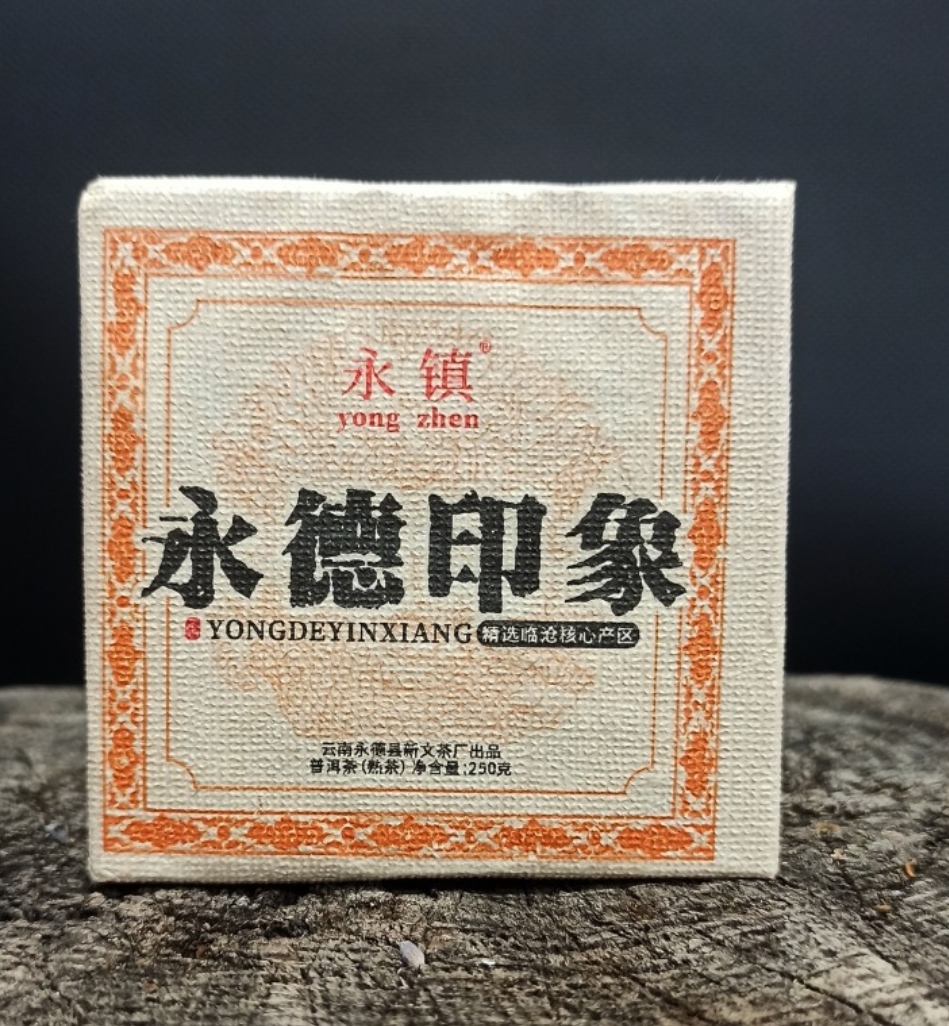 永镇®
yong zhen
永德印象
YONGDEYINXIANG 精选临沧核心产区
云南永德县新文茶厂出品
普洱茶(熟茶) 净含量:250克